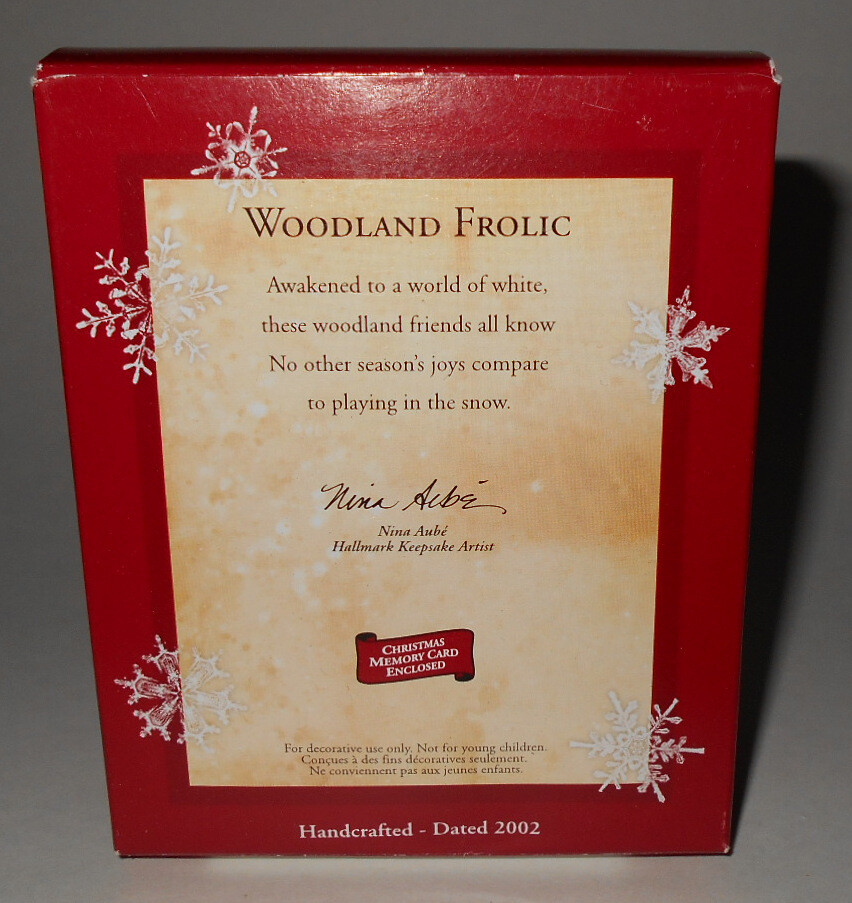 WOODLAND FROLIC
Awakened to a world of white,
these woodland friends all know
No other season's joys compare
to playing in the snow.
Nina Aubé
Nina Aubé
Hallmark Keepsake Artist
CHRISTMAS
MEMORY CARD
ENCLOSED
For decorative use only. Not for young children.
Conçues à des fins décoratives seulement.
Ne conviennent pas aux jeunes enfants.
Handcrafted - Dated 2002